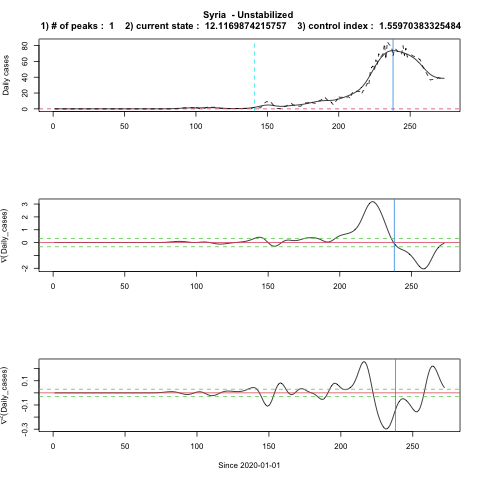 Syria - Unstabilized
1) # of peaks : 1 2) current state : 12.1169874215757 3) control index : 1.55970383325484
Daily cases
0 20 40 60 80
0 50 100 150 200 250
∇(Daily_cases)
-2 0 1 2 3
0 50 100 150 200 250
∇²(Daily_cases)
-0.3 -0.1 0.1
0 50 100 150 200 250
Since 2020-01-01